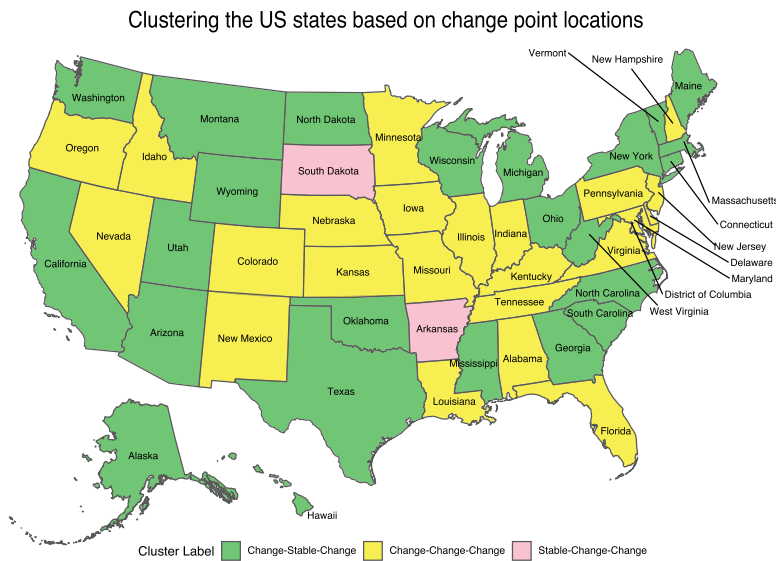 Clustering the US states based on change point locations
Vermont
New Hampshire
Maine
Washington
Montana
North Dakota
Minnesota
Oregon
Idaho
Wisconsin
Michigan
New York
South Dakota
Wyoming
Massachusetts
Pennsylvania
Connecticut
Nebraska
Iowa
Ohio
Illinois
Indiana
New Jersey
Nevada
Utah
Colorado
Kansas
Missouri
Kentucky
Virginia
Delaware
California
Maryland
District of Columbia
West Virginia
Tennessee
North Carolina
South Carolina
Oklahoma
Arkansas
Arizona
New Mexico
Mississippi
Alabama
Georgia
Texas
Louisiana
Florida
Alaska
Hawaii
Cluster Label
Change-Stable-Change
Change-Change-Change
Stable-Change-Change